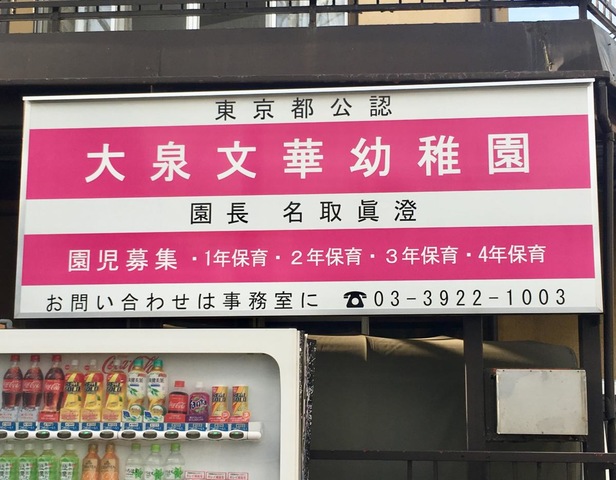 東京都公認
大泉文華幼稚園
園長 名取眞澄
園児募集・1年保育・2年保育・3年保育・4年保育
お問い合わせは事務室に ☎03-3922-1003
Coca-Cola